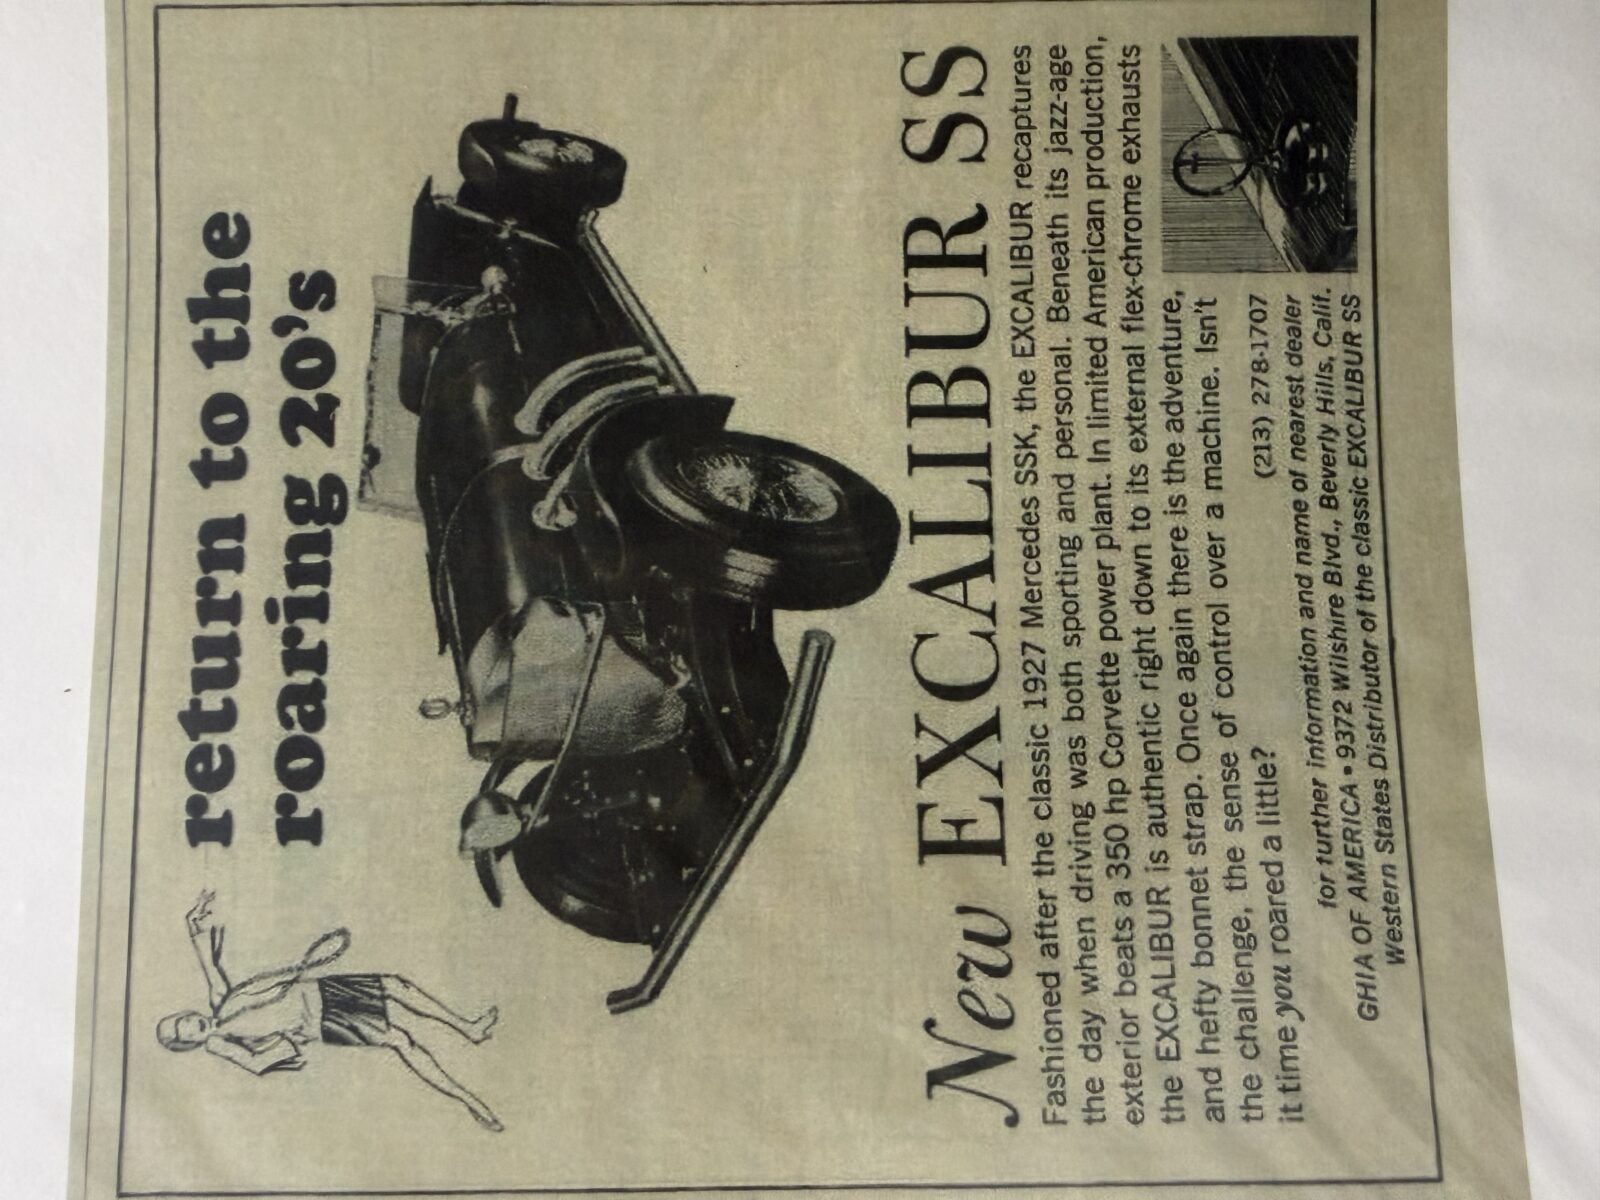 return to the
roaring 20's
New EXCALIBUR SS
Fashioned after the classic 1927 Mercedes SSK, the EXCALIBUR recaptures
the day when driving was both sporting and personal. Beneath its jazz-age
exterior beats a 350 hp Corvette power plant. In limited American production,
the EXCALIBUR is authentic right down to its external flex-chrome exhausts
and hefty bonnet strap. Once again there is the adventure,
the challenge, the sense of control over a machine. Isn't
it time you roared a little?
(213) 278-1707
for further information and name of nearest dealer
GHIA OF AMERICA • 9372 Wilshire Blvd., Beverly Hills, Calif.
Western States Distributor of the classic EXCALIBUR SS